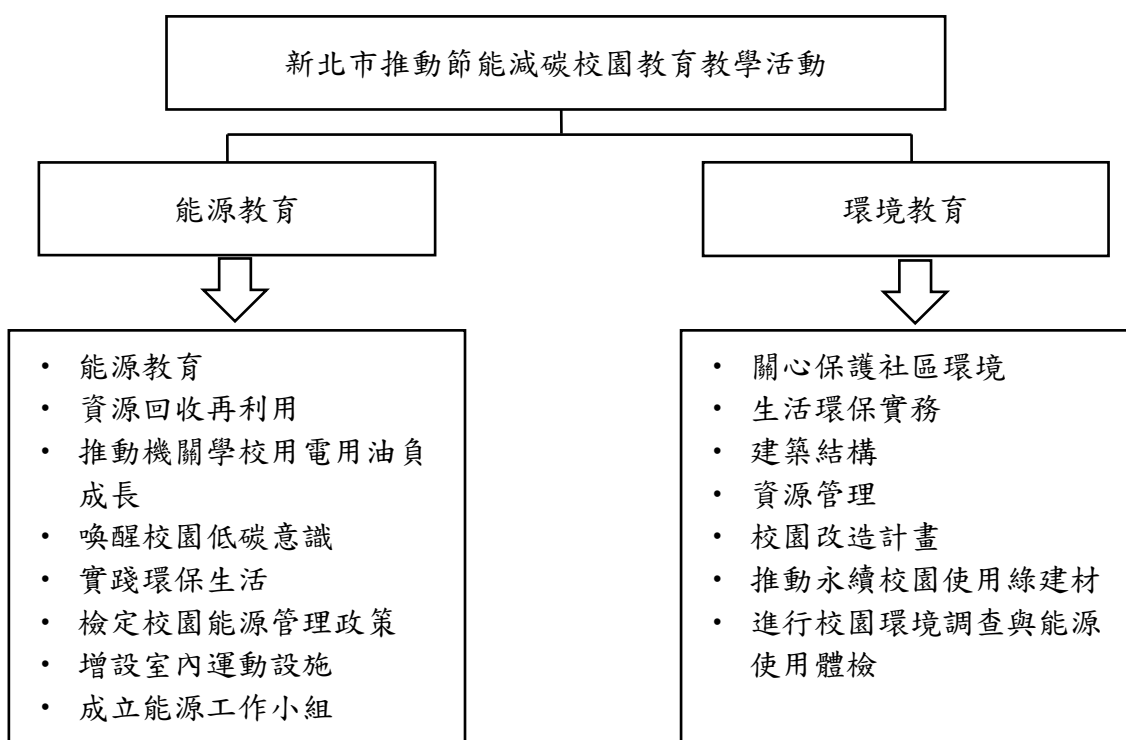 新北市推動節能減碳校園教育教學活動
能源教育
環境教育
• 能源教育
• 資源回收再利用
• 推動機關學校用電用油負
成長
• 喚醒校園低碳意識
• 實踐環保生活
• 檢定校園能源管理政策
• 增設室內運動設施
• 成立能源工作小組
• 關心保護社區環境
• 生活環保實務
• 建築結構
• 資源管理
• 校園改造計畫
• 推動永續校園使用綠建材
• 進行校園環境調查與能源
使用體檢